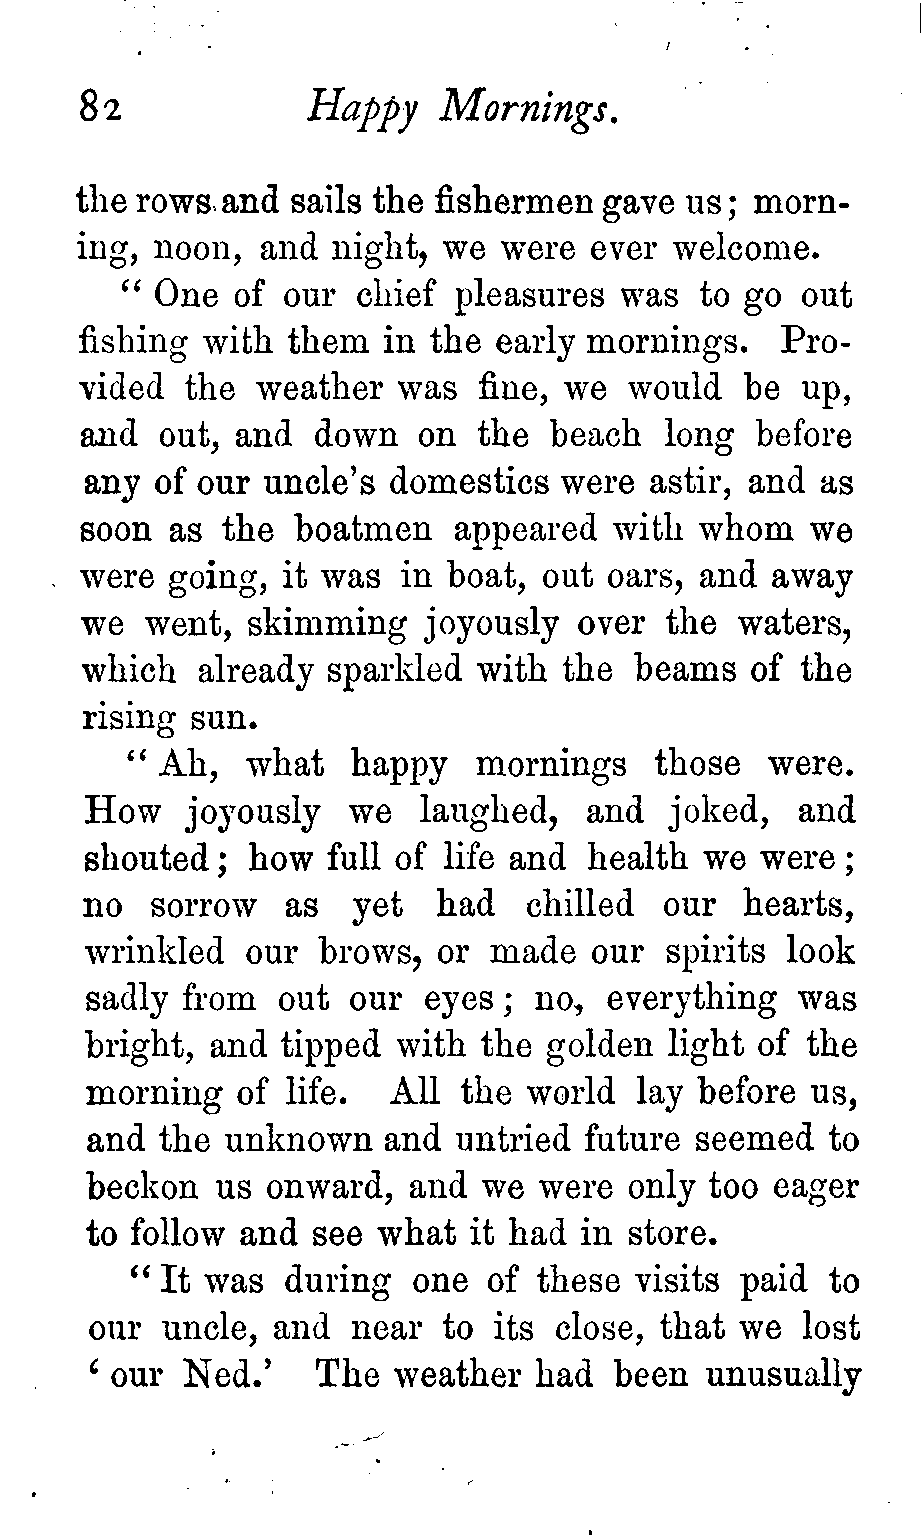 82 Happy Mornings.
the rows and sails the fishermen gave us; morn-
ing, noon, and night, we were ever welcome.
“ One of our chief pleasures was to go out
fishing with them in the early mornings. Pro-
vided the weather was fine, we would be up,
and out, and down on the beach long before
any of our uncle's domestics were astir, and as
soon as the boatmen appeared with whom we
were going, it was in boat, out oars, and away
we went, skimming joyously over the waters,
which already sparkled with the beams of the
rising sun.
“ Ah, what happy mornings those were.
How joyously we laughed, and joked, and
shouted; how full of life and health we were;
no sorrow as yet had chilled our hearts,
wrinkled our brows, or made our spirits look
sadly from out our eyes; no, everything was
bright, and tipped with the golden light of the
morning of life. All the world lay before us,
and the unknown and untried future seemed to
beckon us onward, and we were only too eager
to follow and see what it had in store.
“ It was during one of these visits paid to
our uncle, and near to its close, that we lost
‘ our Ned.’ The weather had been unusually